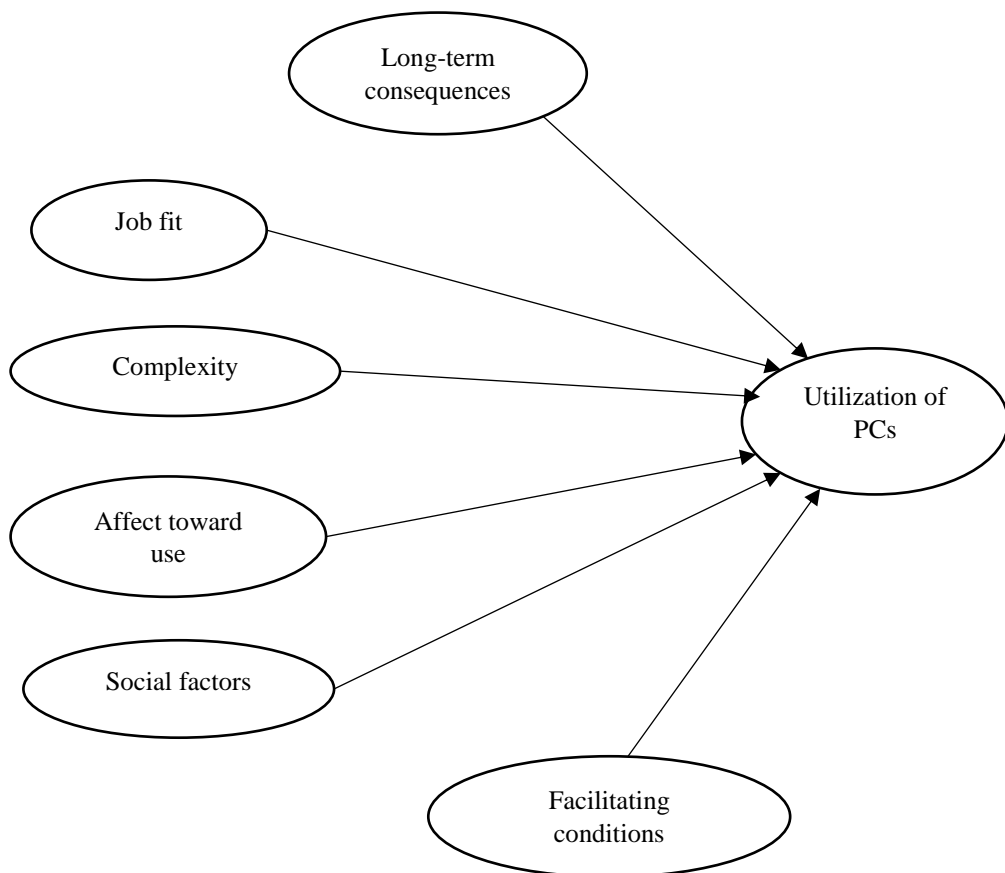 Long-term
consequences
Job fit
Complexity
Utilization of
PCs
Affect toward
use
Social factors
Facilitating
conditions